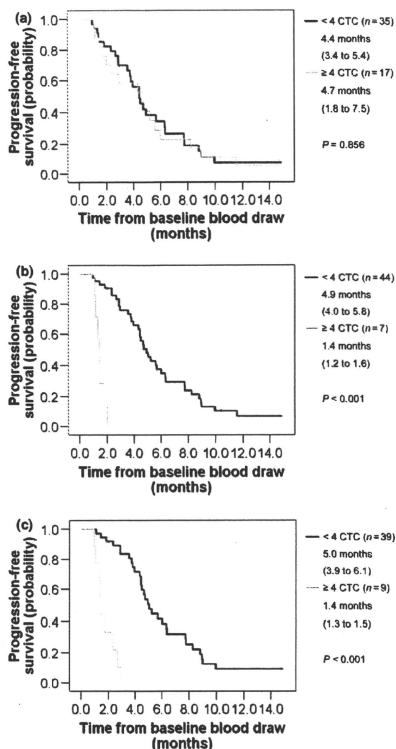 (a)
Progression-free
survival (probability)
1.0
0.8
0.6
0.4
0.2
0.0
0.0 2.0 4.0 6.0 8.0 10.0 12.0 14.0
Time from baseline blood draw
(months)
< 4 CTC (n = 35)
4.4 months
(3.4 to 5.4)
≥ 4 CTC (n = 17)
4.7 months
(1.8 to 7.5)
P = 0.856
(b)
Progression-free
survival (probability)
1.0
0.8
0.6
0.4
0.2
0.0
0.0 2.0 4.0 6.0 8.0 10.0 12.0 14.0
Time from baseline blood draw
(months)
< 4 CTC (n = 44)
4.9 months
(4.0 to 5.8)
≥ 4 CTC (n = 7)
1.4 months
(1.2 to 1.6)
P < 0.001
(c)
Progression-free
survival (probability)
1.0
0.8
0.6
0.4
0.2
0.0
0.0 2.0 4.0 6.0 8.0 10.0 12.0 14.0
Time from baseline blood draw
(months)
< 4 CTC (n = 39)
5.0 months
(3.9 to 6.1)
≥ 4 CTC (n = 9)
1.4 months
(1.3 to 1.5)
P < 0.001